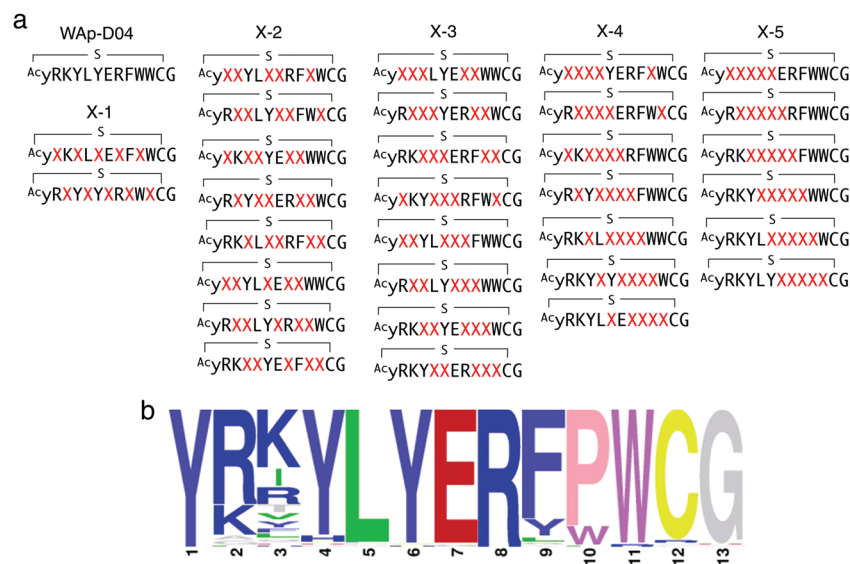 a
WAp-D04
S
AcyRKYLYERFWWCG
X-1
S
AcyXKXLXEXFXWCG
S
AcyRXYXYXRXWXCG
X-2
S
AcyXXYLXXRFXWCG
S
AcyRXXLYXXFWXCG
S
AcyXKXXYEXXWWCG
S
AcyRXYXXERXXWCG
S
AcyRKXLXXRFXXCG
S
AcyXXYLXEXXWWCG
S
AcyRXXLYXRXXWCG
S
AcyRKXXYEXFXXCG
X-3
S
AcyXXXLYEXXWWCG
S
AcyRXXXYERXXWCG
S
AcyRKXXXERFXXCG
S
AcyXKYXXXRFWXCG
S
AcyXXYLXXXFWWCG
S
AcyRXXLYXXXWWCG
S
AcyRKXXYEXXXWCG
S
AcyRKYXXERXXXCG
X-4
S
AcyXXXXYERFXWCG
S
AcyRXXXXERFWXCG
S
AcyXKXXXXRFWWCG
S
AcyRXYXXXXFWWCG
S
AcyRKXLXXXXWWCG
S
AcyRKYXYXXXXWCG
S
AcyRKYLXEXXXXCG
X-5
S
AcyXXXXXERFWWCG
S
AcyRXXXXXRFWWCG
S
AcyRKXXXXXFWWCG
S
AcyRKYXXXXXWWCG
S
AcyRKYLXXXXXWCG
S
AcyRKYLYXXXXXCG
b
YRKYLYERFPWCG
I
R
K Y Y W
H
1 2 3 4 5 6 7 8 9 10 11 12 13